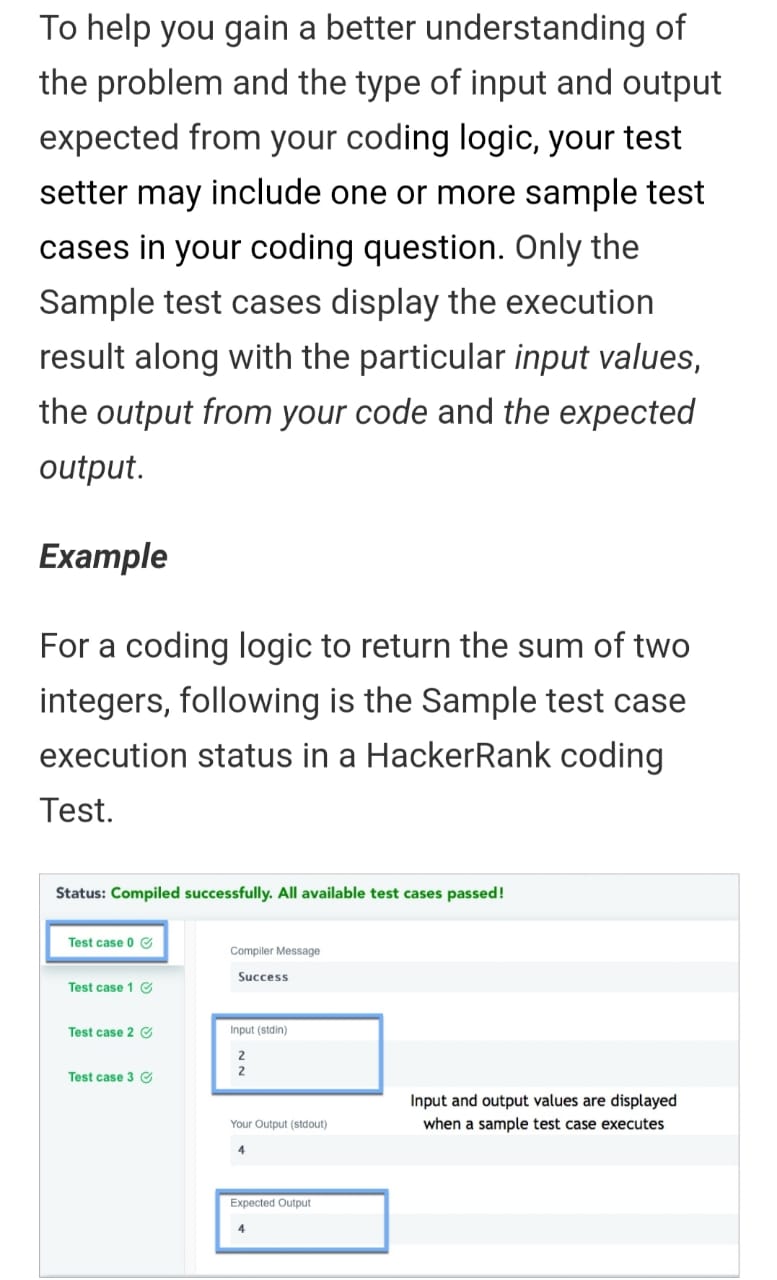 To help you gain a better understanding of
the problem and the type of input and output
expected from your coding logic, your test
setter may include one or more sample test
cases in your coding question. Only the
Sample test cases display the execution
result along with the particular input values,
the output from your code and the expected
output.
Example
For a coding logic to return the sum of two
integers, following is the Sample test case
execution status in a HackerRank coding
Test.
Status: Compiled successfully. All available test cases passed!
Test case 0
Test case 1
Test case 2
Test case 3
Compiler Message
Success
Input (stdin)
2
2
Input and output values are displayed
when a sample test case executes
Your Output (stdout)
4
Expected Output
4